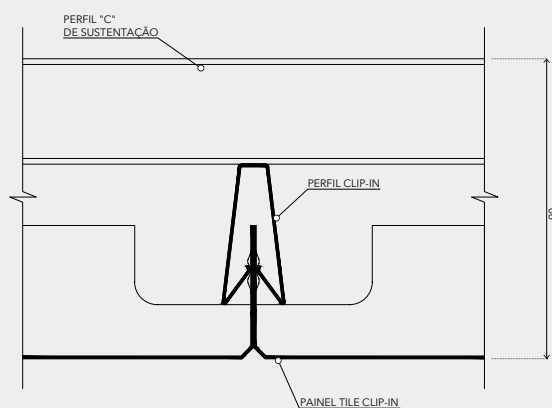 PERFIL "C"
DE SUSTENTAÇÃO
PERFIL CLIP-IN
PAINEL TILE CLIP-IN